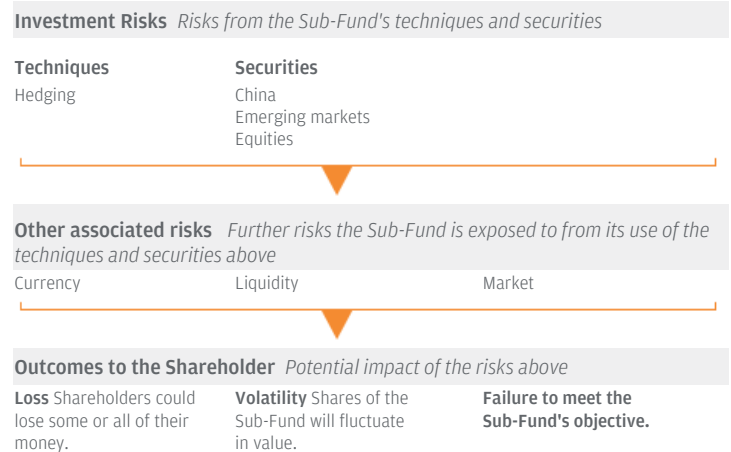 Investment Risks Risks from the Sub-Fund's techniques and securities
Techniques
Hedging
Securities
China
Emerging markets
Equities
Other associated risks Further risks the Sub-Fund is exposed to from its use of the
techniques and securities above
Currency
Liquidity
Market
Outcomes to the Shareholder Potential impact of the risks above
Loss Shareholders could
lose some or all of their
money.
Volatility Shares of the
Sub-Fund will fluctuate
in value.
Failure to meet the
Sub-Fund's objective.